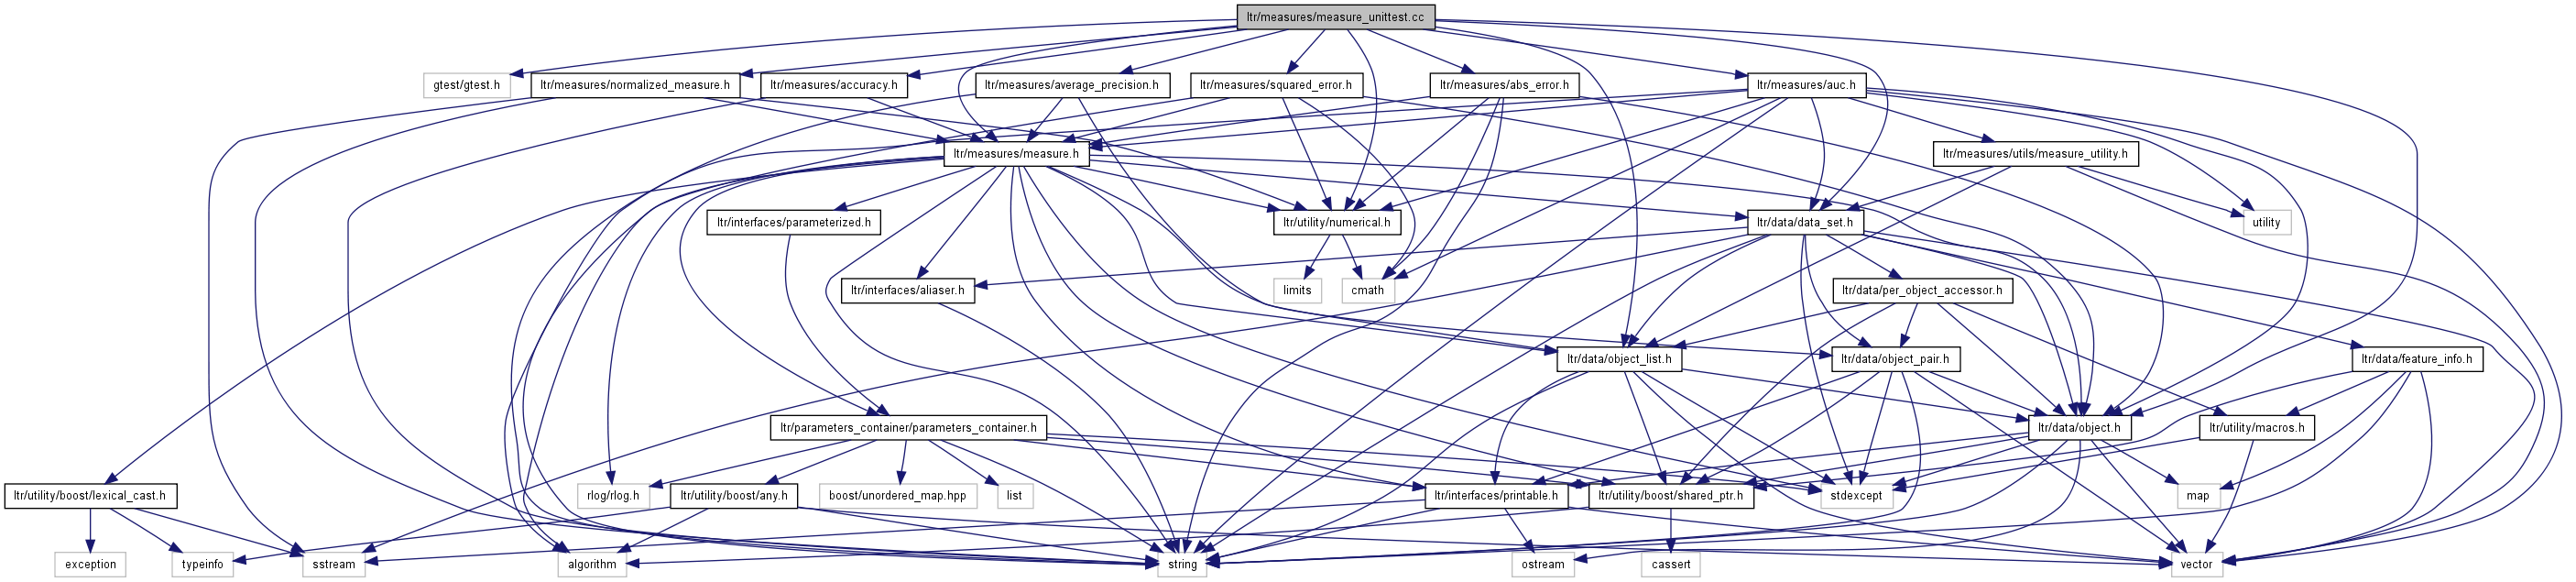 ltr/measures/measure_unittest.cc
gtest/gtest.h
ltr/measures/normalized_measure.h
ltr/measures/accuracy.h
ltr/measures/average_precision.h
ltr/measures/squared_error.h
ltr/measures/abs_error.h
ltr/measures/auc.h
ltr/measures/measure.h
ltr/measures/utils/measure_utility.h
ltr/interfaces/parameterized.h
ltr/utility/numerical.h
ltr/data/data_set.h
utility
ltr/interfaces/aliaser.h
limits
cmath
ltr/data/per_object_accessor.h
ltr/data/object_list.h
ltr/data/object_pair.h
ltr/data/feature_info.h
ltr/parameters_container/parameters_container.h
ltr/data/object.h
ltr/utility/macros.h
ltr/utility/boost/lexical_cast.h
rlog/rlog.h
ltr/utility/boost/any.h
boost/unordered_map.hpp
list
ltr/interfaces/printable.h
ltr/utility/boost/shared_ptr.h
stdexcept
map
exception
typeinfo
sstream
algorithm
string
ostream
cassert
vector